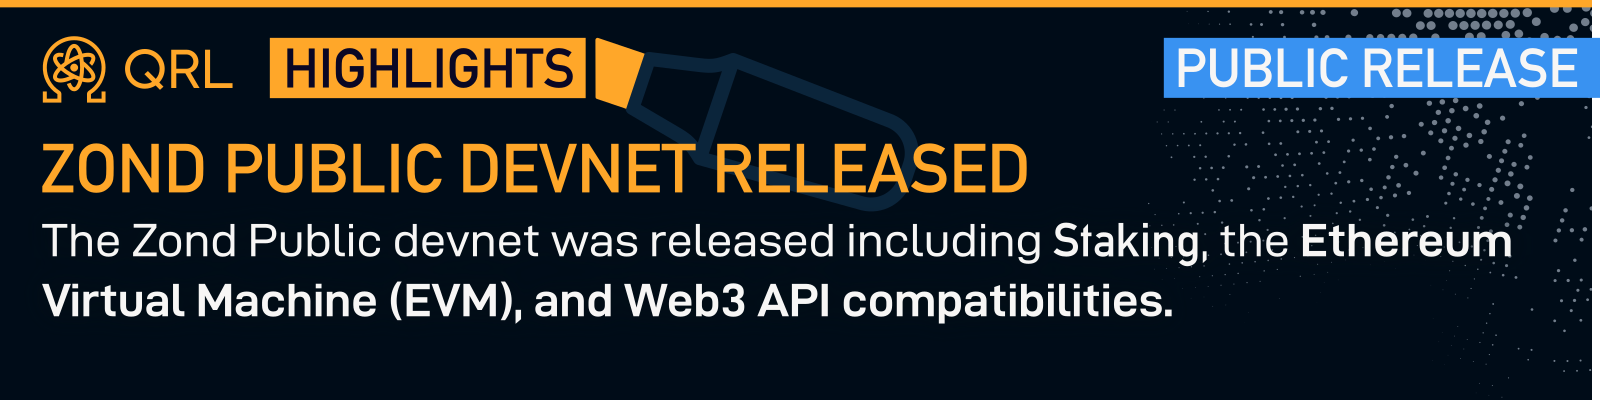 QRL HIGHLIGHTS PUBLIC RELEASE
ZOND PUBLIC DEVNET RELEASED
The Zond Public devnet was released including Staking, the Ethereum
Virtual Machine (EVM), and Web3 API compatibilities.